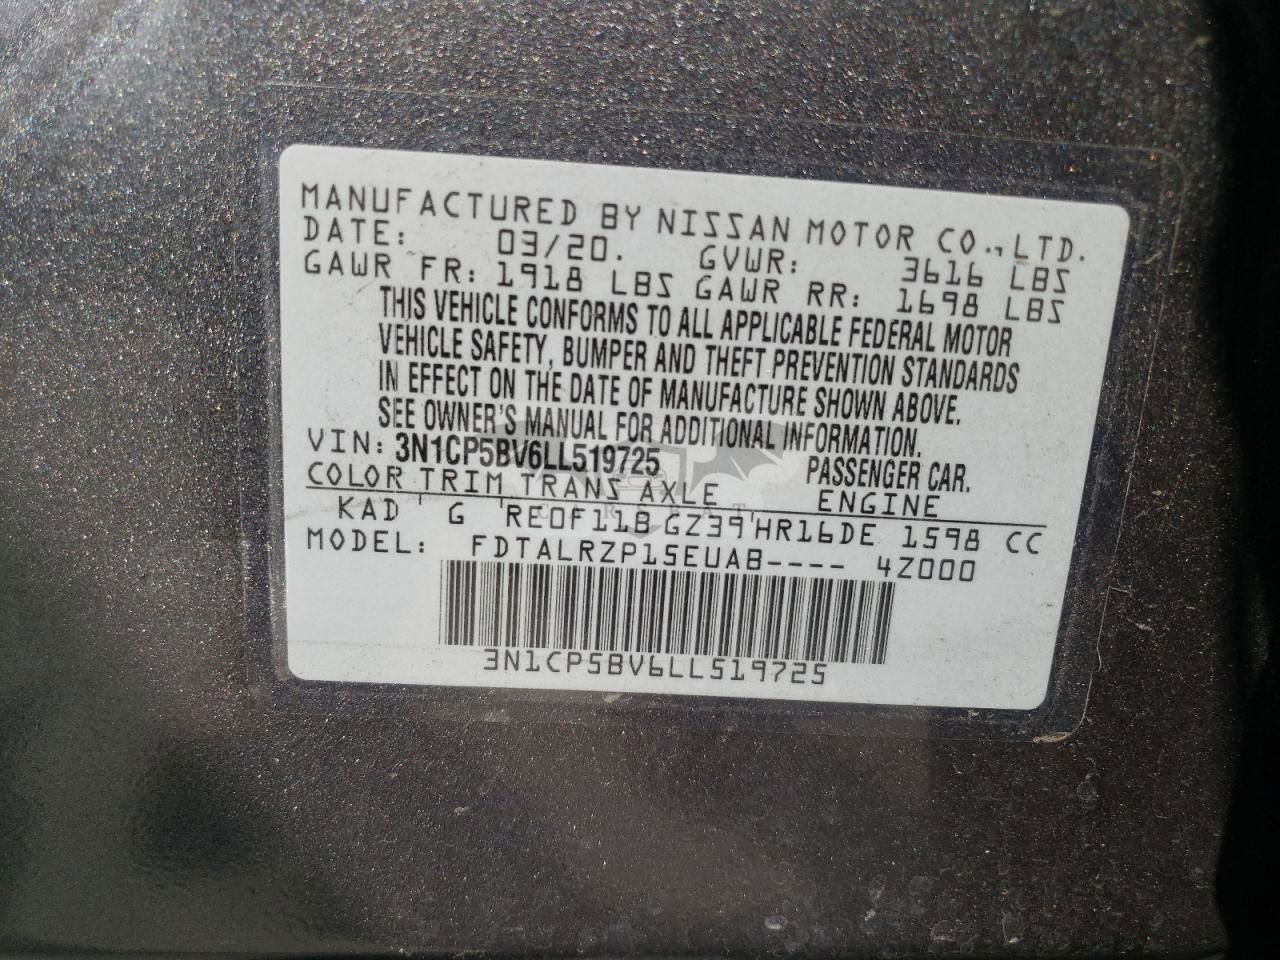 MANUFACTURED BY NISSAN MOTOR CO., LTD.
DATE: 03/20. GVWR: 3616 LBS
GAWR FR: 1918 LBS GAWR RR: 1698 LBS
THIS VEHICLE CONFORMS TO ALL APPLICABLE FEDERAL MOTOR
VEHICLE SAFETY, BUMPER AND THEFT PREVENTION STANDARDS
IN EFFECT ON THE DATE OF MANUFACTURE SHOWN ABOVE.
SEE OWNER'S MANUAL FOR ADDITIONAL INFORMATION.
VIN: 3N1CP5BV6LL519725 PASSENGER CAR.
COLOR TRIM TRANS AXLE ENGINE
KAD ' G 'RE0F11B GZ39'HR16DE 1598 CC
MODEL: FDTALRZP15EUAB---- 4Z000
3N1CP5BV6LL519725